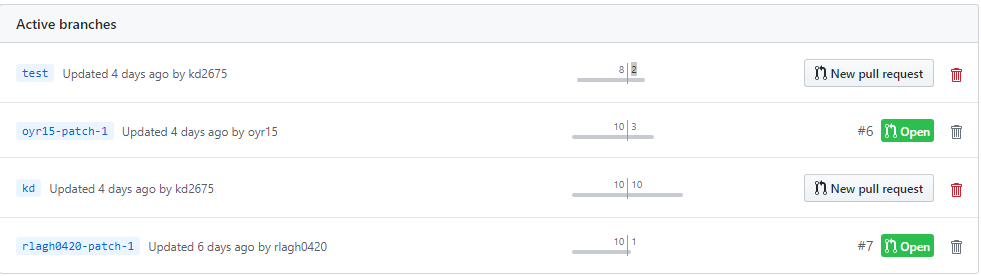 Active branches
test Updated 4 days ago by kd2675 8 2 New pull request
oyr15-patch-1 Updated 4 days ago by oyr15 10 3 #6 Open
kd Updated 4 days ago by kd2675 10 10 New pull request
rlagh0420-patch-1 Updated 6 days ago by rlagh0420 10 1 #7 Open